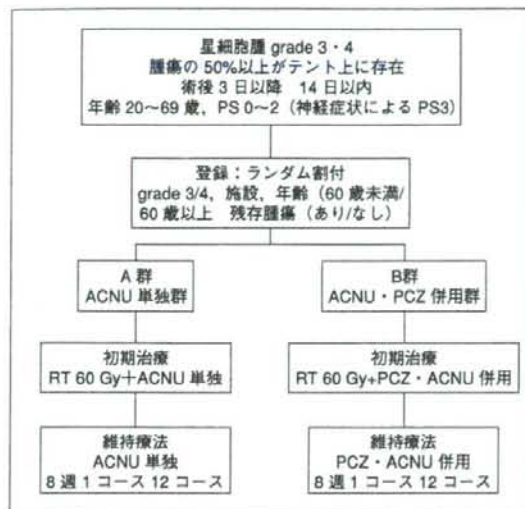 星細胞腫 grade 3・4
腫瘍の 50%以上がテント上に存在
術後 3 日以降　14 日以内
年齢 20〜69 歳，PS 0〜2（神経症状による PS3）
登録：ランダム割付
grade 3/4，施設，年齢（60 歳未満/
60 歳以上　残存腫瘍（あり/なし）
A 群
ACNU 単独群
B群
ACNU・PCZ 併用群
初期治療
RT 60 Gy＋ACNU 単独
初期治療
RT 60 Gy+PCZ・ACNU 併用
維持療法
ACNU 単独
8 週 1 コース 12 コース
維持療法
PCZ・ACNU 併用
8 週 1 コース 12 コース